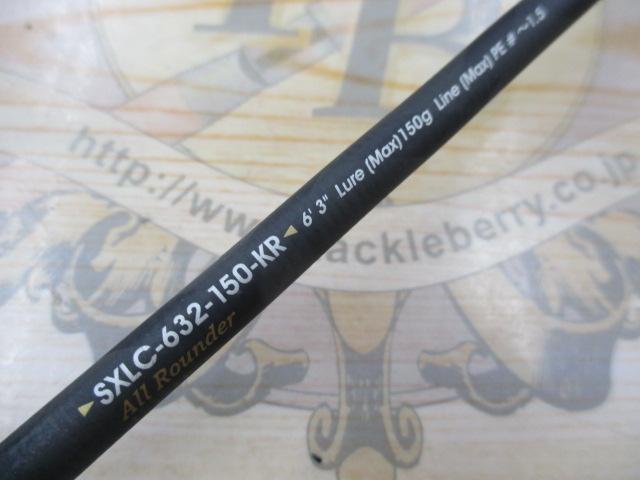 SXLC-632-150-KR 6'3" Lure (Max)150g Line (Max)PE #~1.5
All Rounder
TB
http://www.tackleberry.co.jp